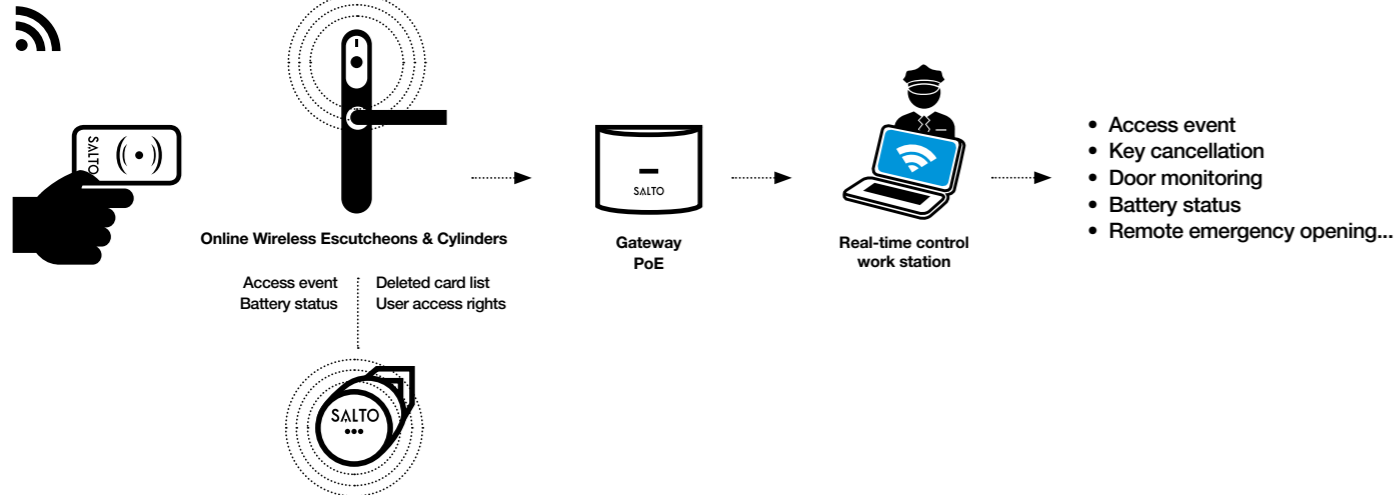 SALTO
Online Wireless Escutcheons & Cylinders
Access event
Battery status
Deleted card list
User access rights
SALTO
SALTO
Gateway
PoE
Real-time control
work station
• Access event
• Key cancellation
• Door monitoring
• Battery status
• Remote emergency opening...